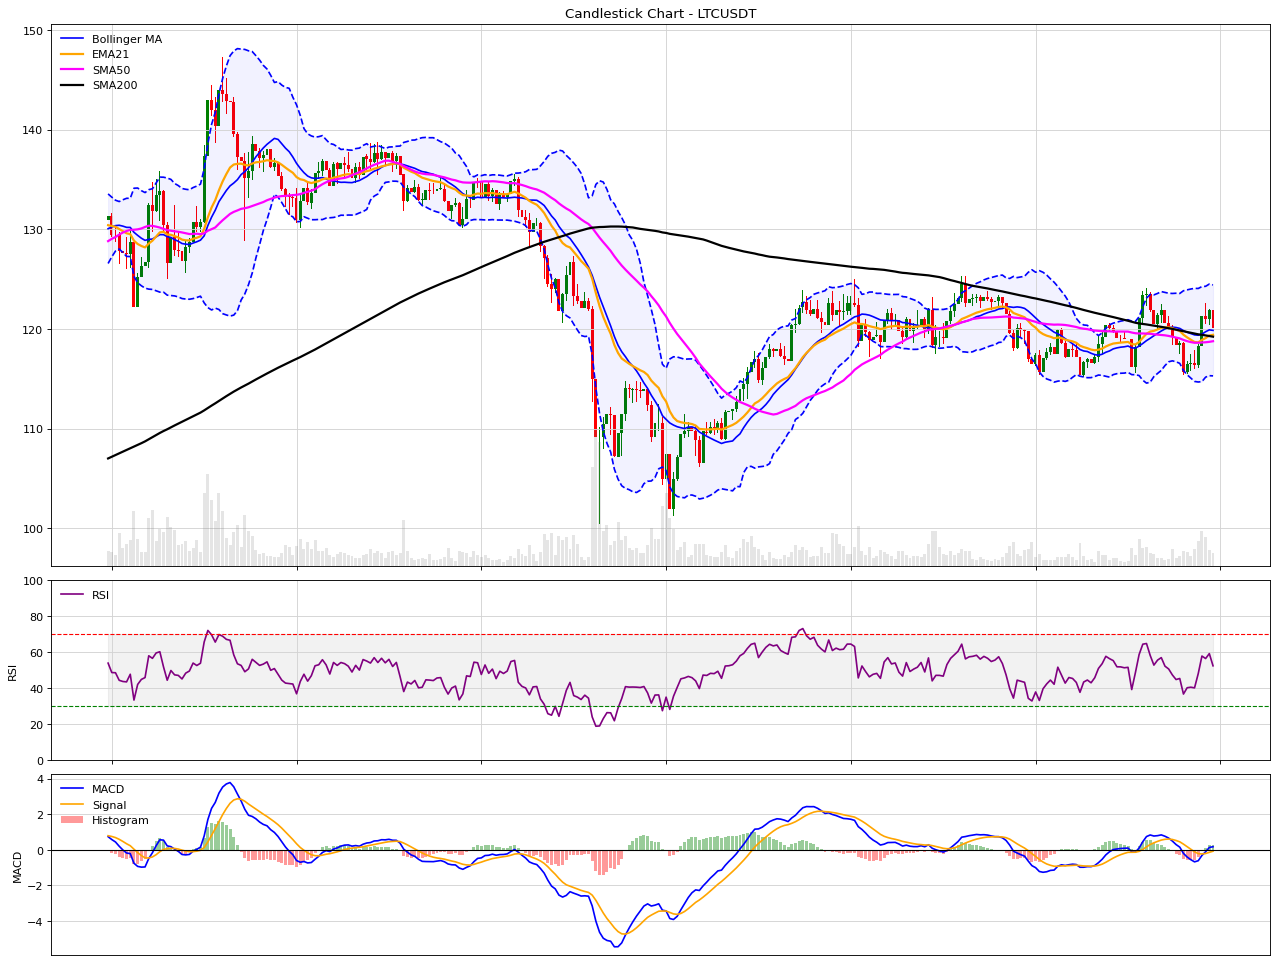 Candlestick Chart - LTCUSDT
Bollinger MA
EMA21
SMA50
SMA200
150
140
130
120
110
100
RSI
100
80
60
40
20
0
RSI
MACD
Signal
Histogram
4
2
0
−2
−4
MACD